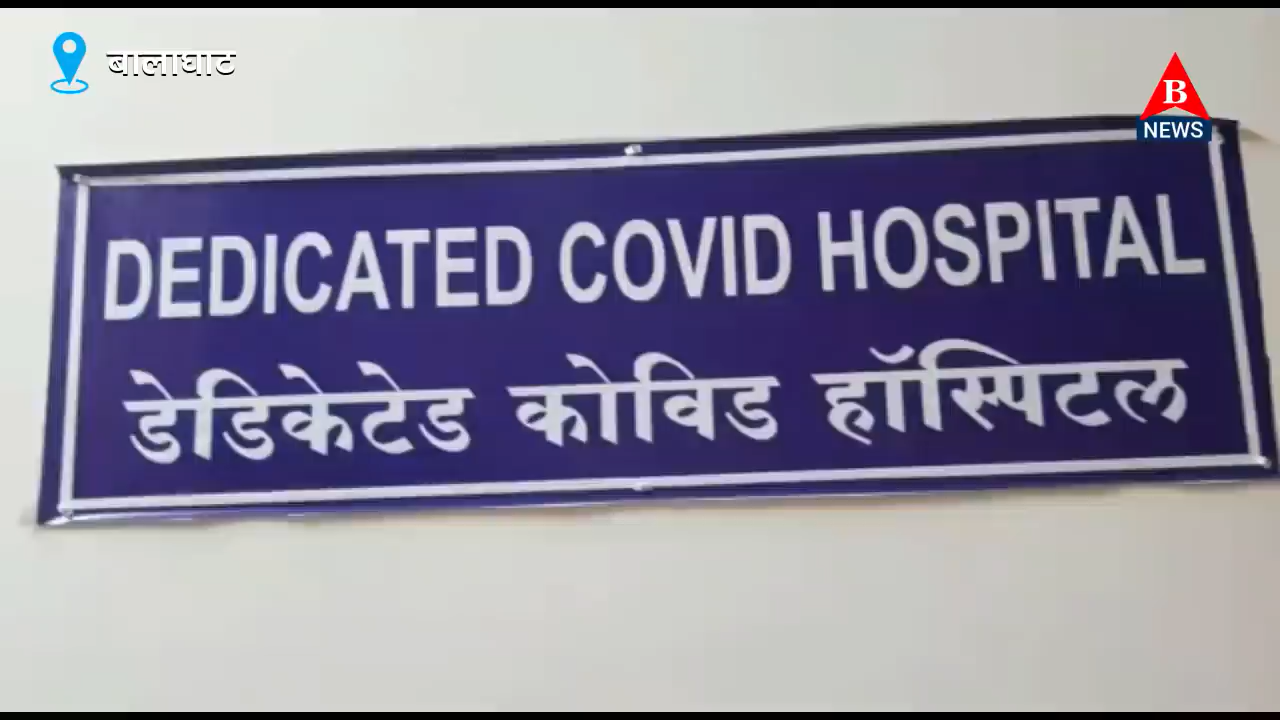 बालाघाट
B
NEWS
DEDICATED COVID HOSPITAL
डेडिकेटेड कोविड हॉस्पिटल